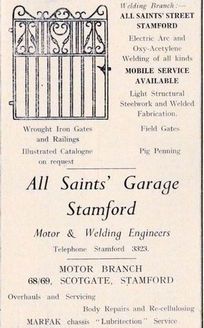 Welding Branch :—
ALL SAINTS' STREET
STAMFORD
Electric Arc and
Oxy-Acetylene
Welding of all kinds
MOBILE SERVICE
AVAILABLE
Light Structural
Steelwork and Welded
Fabrication.
Wrought Iron Gates
and Railings
Field Gates
Illustrated Catalogue
on request
Pig Penning
All Saints' Garage
Stamford
Motor & Welding Engineers
Telephone Stamford 3323.
MOTOR BRANCH
68/69, SCOTGATE, STAMFORD
Overhauls and Servicing
Body Repairs and Re-cellulosing
MARFAK chassis "Lubritection" Service